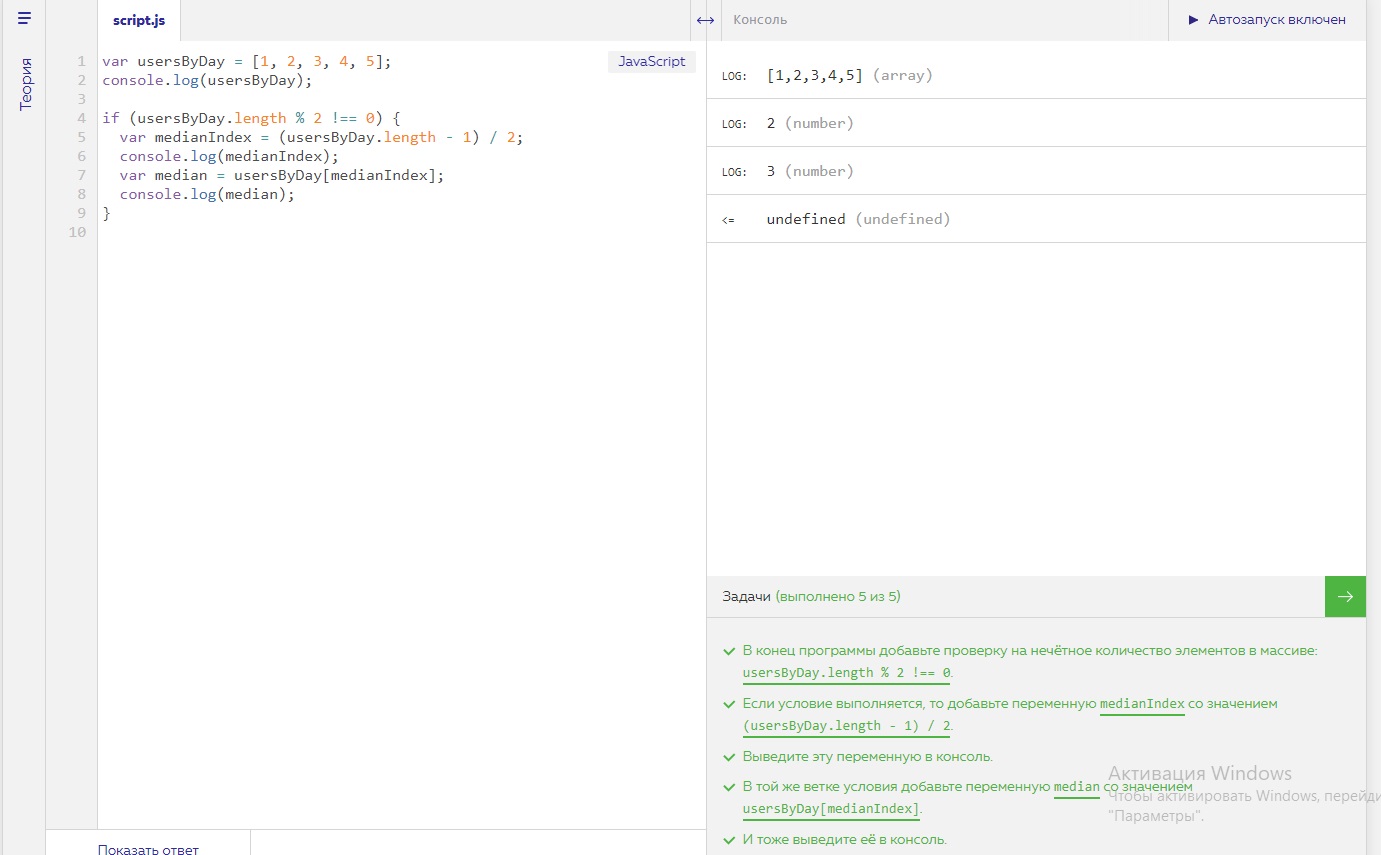 script.js
Консоль
Автозапуск включен
Теория
JavaScript
1 var usersByDay = [1, 2, 3, 4, 5];
2 console.log(usersByDay);
3
4 if (usersByDay.length % 2 !== 0) {
5 var medianIndex = (usersByDay.length - 1) / 2;
6 console.log(medianIndex);
7 var median = usersByDay[medianIndex];
8 console.log(median);
9 }
10
LOG: [1,2,3,4,5] (array)
LOG: 2 (number)
LOG: 3 (number)
<= undefined (undefined)
Задачи (выполнено 5 из 5)
В конец программы добавьте проверку на нечётное количество элементов в массиве:
usersByDay.length % 2 !== 0.
Если условие выполняется, то добавьте переменную medianIndex со значением
(usersByDay.length - 1) / 2.
Выведите эту переменную в консоль.
В той же ветке условия добавьте переменную median со значением
usersByDay[medianIndex].
И тоже выведите её в консоль.
Активация Windows
Чтобы активировать Windows, перейди
"Параметры".
Показать ответ